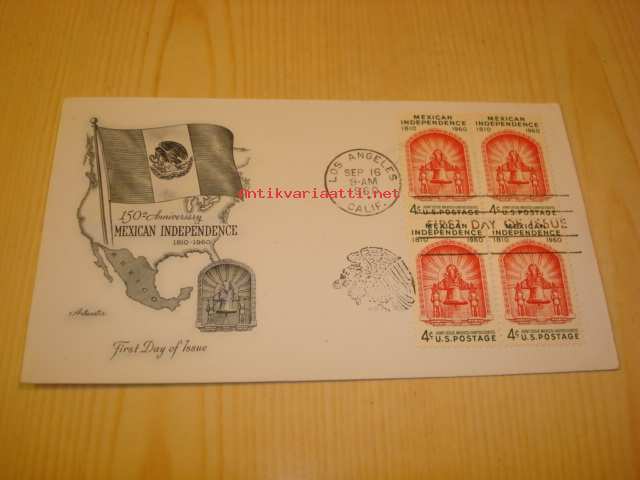 150th Anniversary
MEXICAN INDEPENDENCE
1810-1960
MEXICO
Artmaster
First Day of Issue
LOS ANGELES
SEP 16
9-AM
1960
CALIF.
FIRST DAY OF ISSUE
MEXICAN
INDEPENDENCE
1810 1960
4¢ U.S. POSTAGE
MEXICAN
INDEPENDENCE
1810 1960
4¢ U.S. POSTAGE
MEXICAN
INDEPENDENCE
1810 1960
4¢ U.S. POSTAGE
MEXICAN
INDEPENDENCE
1810 1960
4¢ U.S. POSTAGE
antikvariaatti.net